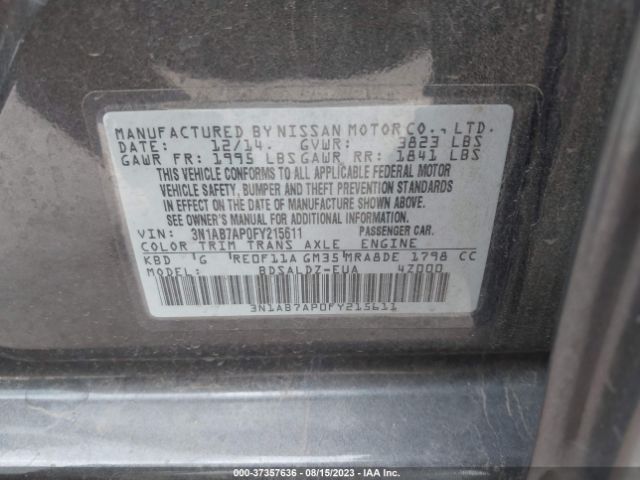 MANUFACTURED BY NISSAN MOTOR CO., LTD.
DATE: 12/14. GVWR: 3823 LBS
GAWR FR: 1995 LBS GAWR RR: 1841 LBS
THIS VEHICLE CONFORMS TO ALL APPLICABLE FEDERAL MOTOR
VEHICLE SAFETY, BUMPER AND THEFT PREVENTION STANDARDS
IN EFFECT ON THE DATE OF MANUFACTURE SHOWN ABOVE.
SEE OWNER'S MANUAL FOR ADDITIONAL INFORMATION.
VIN: 3N1AB7AP0FY215611 PASSENGER CAR.
COLOR TRIM TRANS AXLE ENGINE
KBD G RE0F11A GM35 MRA8DE 1798 CC
BDSALDZ-EUA 4Z000
3N1AB7AP0FY215611
000-37357636 - 08/15/2023 - IAA Inc.